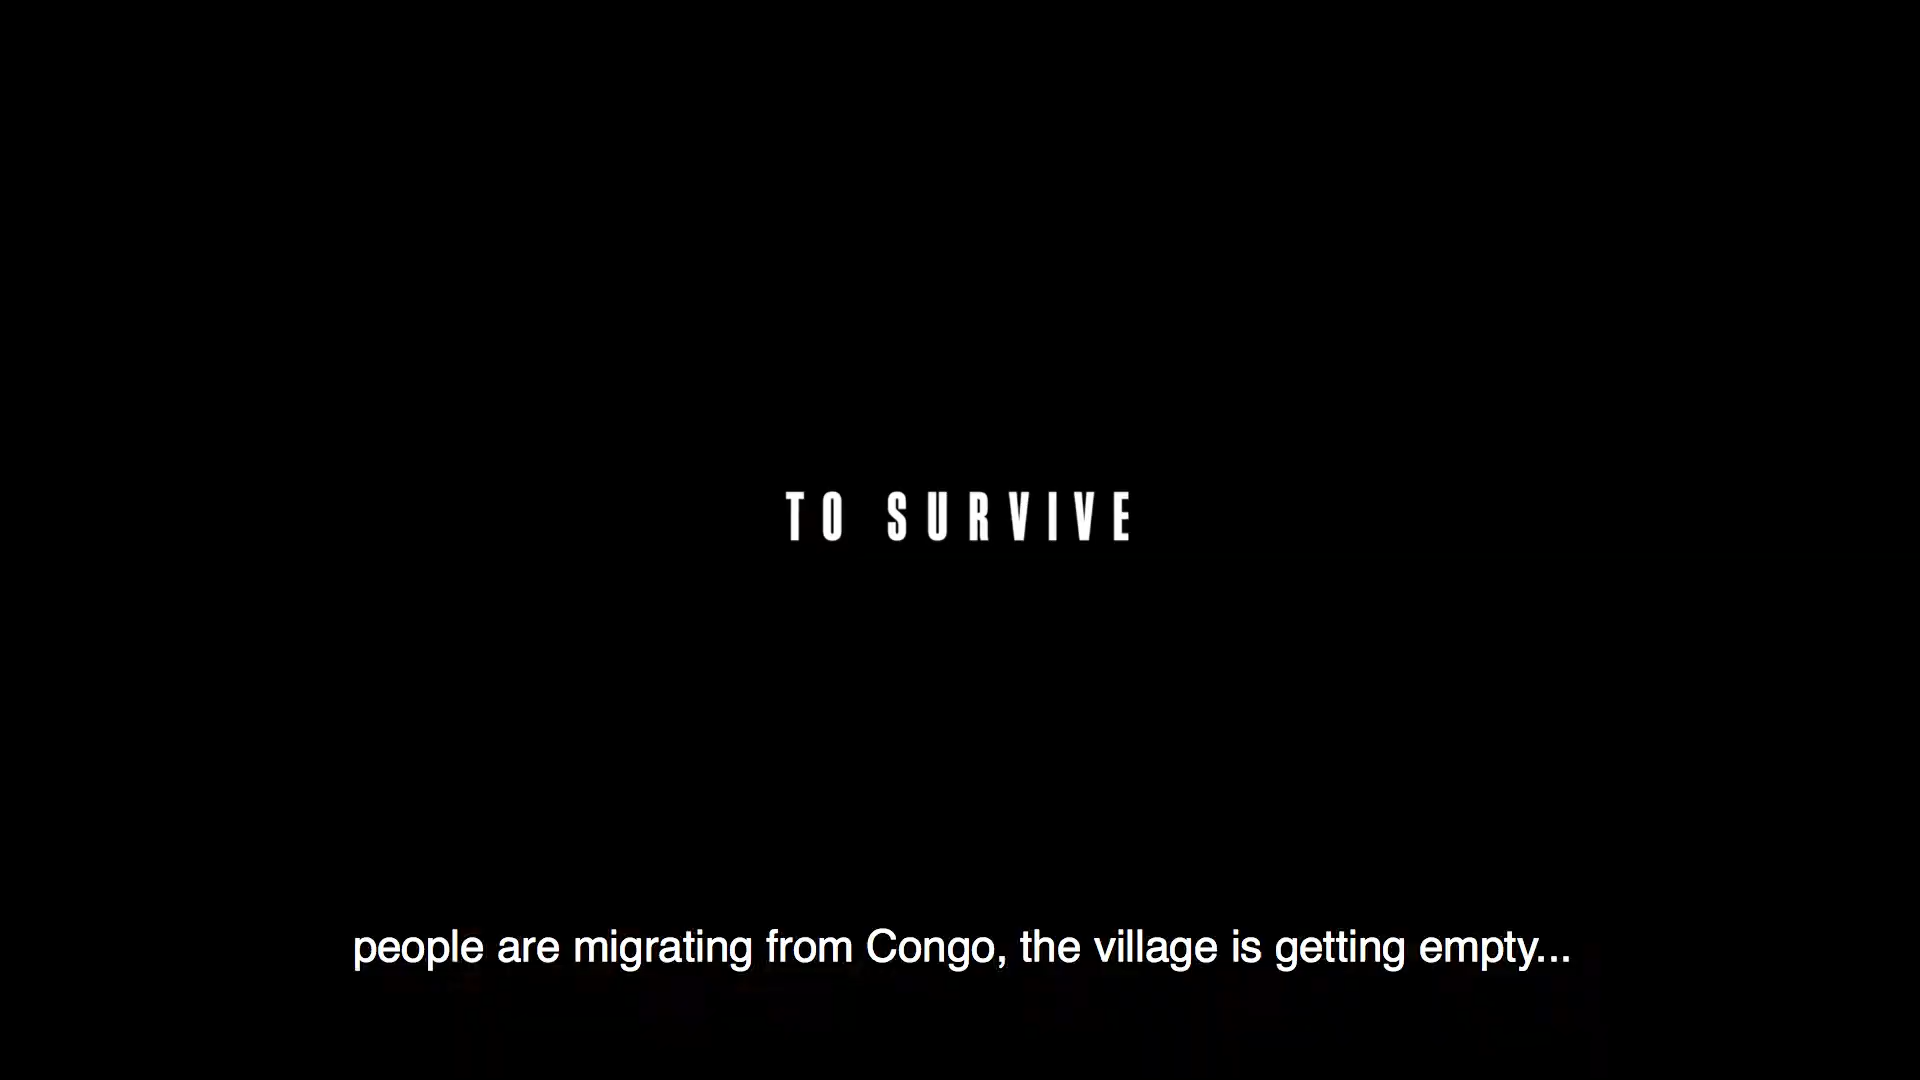 TO SURVIVE
people are migrating from Congo, the village is getting empty...